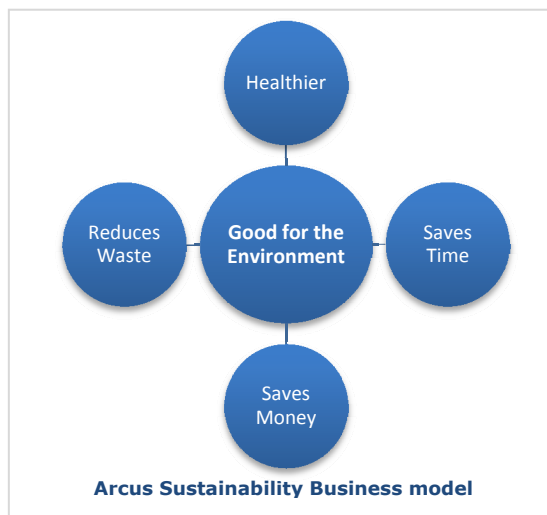 Healthier
Reduces
Waste
Good for the
Environment
Saves
Time
Saves
Money
Arcus Sustainability Business model